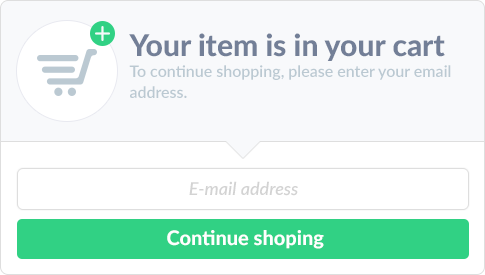 Your item is in your cart
To continue shopping, please enter your email
address.
E-mail address
Continue shoping